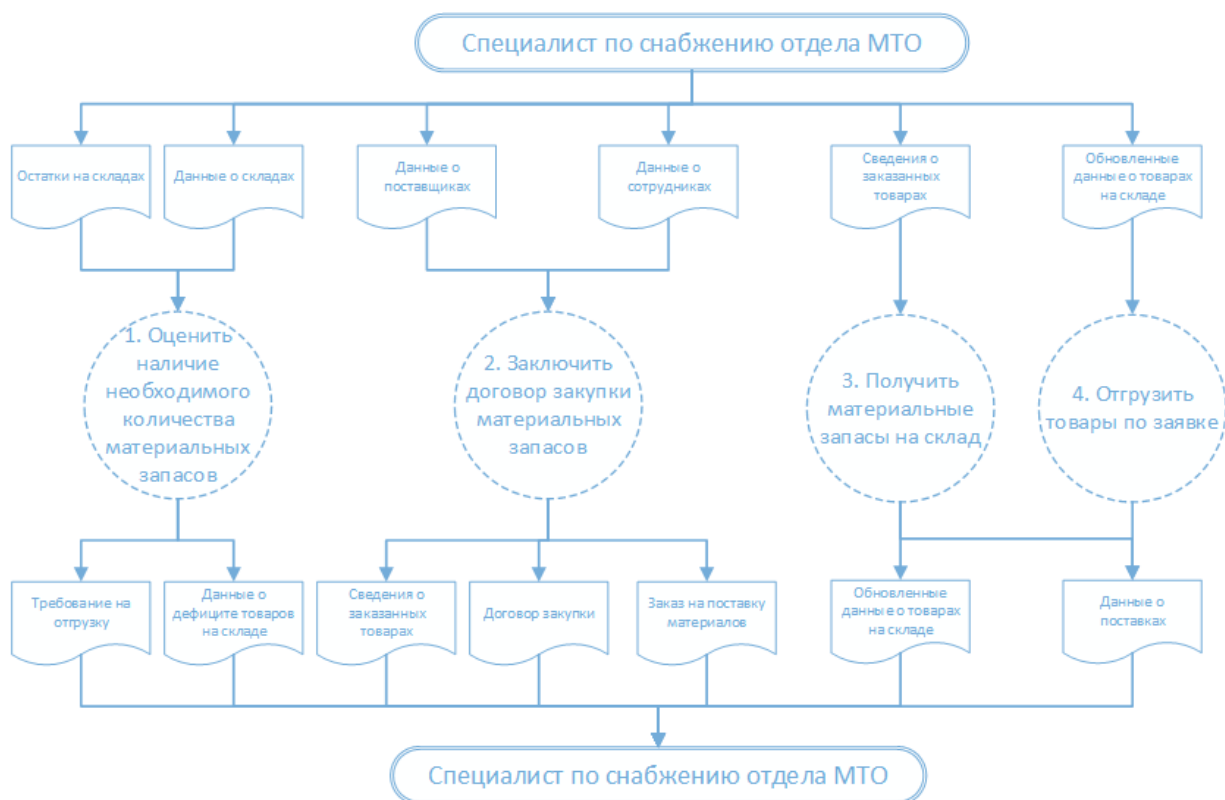 Специалист по снабжению отдела МТО
Остатки на складах
Данные о складах
Данные о
поставщиках
Данные о
сотрудниках
Сведения о
заказанных
товарах
Обновленные
данные о товарах
на складе
1. Оценить
наличие
необходимого
количества
материальных
запасов
2. Заключить
договор закупки
материальных
запасов
3. Получить
материальные
запасы на склад
4. Отгрузить
товары по заявке
Требование на
отгрузку
Данные о
дефиците товаров
на складе
Сведения о
заказанных
товарах
Договор закупки
Заказ на поставку
материалов
Обновленные
данные о товарах
на складе
Данные о
поставках
Специалист по снабжению отдела МТО